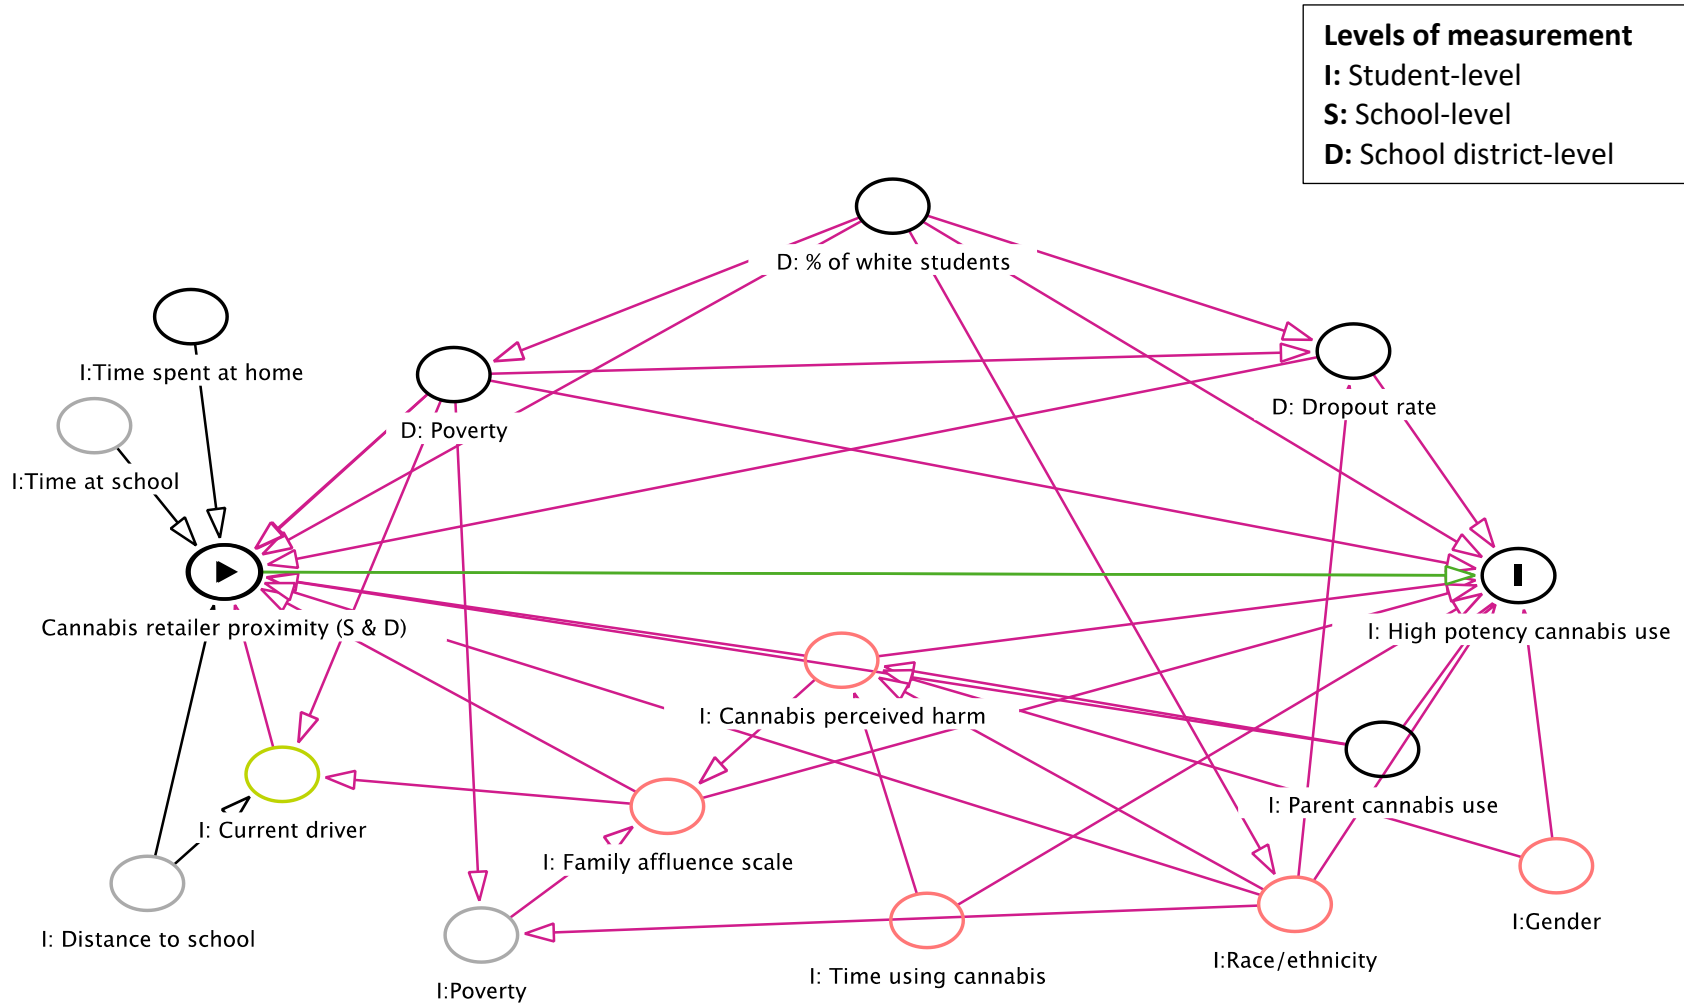 Levels of measurement
I: Student-level
S: School-level
D: School district-level
D: % of white students
I:Time spent at home
D: Dropout rate
D: Poverty
I:Time at school
Cannabis retailer proximity (S & D)
I: High potency cannabis use
I: Cannabis perceived harm
I: Parent cannabis use
I: Current driver
I: Family affluence scale
I:Gender
I: Distance to school
I:Race/ethnicity
I: Time using cannabis
I:Poverty